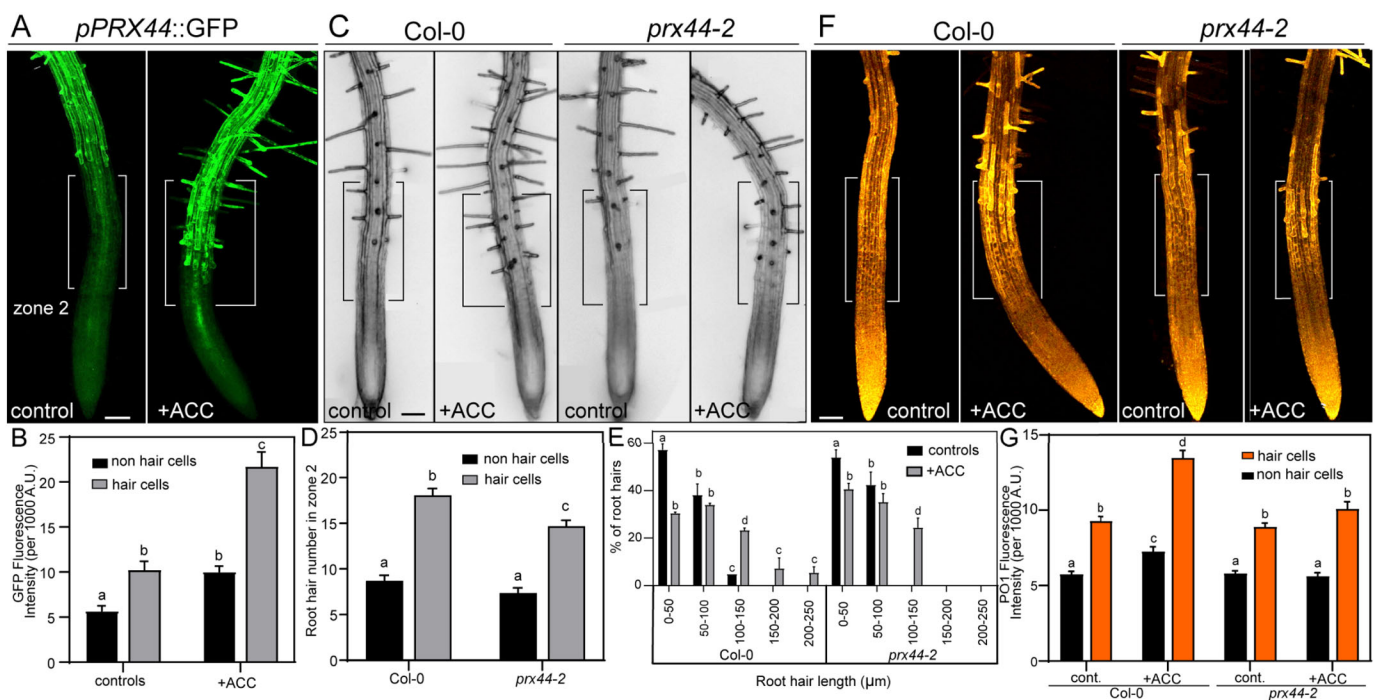 A pPRX44::GFP
zone 2
control
+ACC
C Col-0 prx44-2
control
+ACC
control
+ACC
F Col-0 prx44-2
control
+ACC
control
+ACC
B
GFP Fluorescence
Intensity (per 1000 A.U.)
25
20
15
10
5
0
non hair cells
hair cells
a
b
b
c
controls
+ACC
D
Root hair number in zone 2
25
20
15
10
5
0
non hair cells
hair cells
a
b
a
c
Col-0
prx44-2
E
% of root hairs
60
40
20
0
controls
+ACC
a
b
b
b
c
d
c
c
a
b
b
b
d
0-50
50-100
100-150
150-200
200-250
0-50
50-100
100-150
150-200
200-250
Col-0
prx44-2
Root hair length (µm)
G
PO1 Fluorescence
Intensity (per 1000 A.U.)
15
10
5
0
hair cells
non hair cells
a
b
c
d
a
b
a
b
cont.
+ACC
cont.
+ACC
Col-0
prx44-2